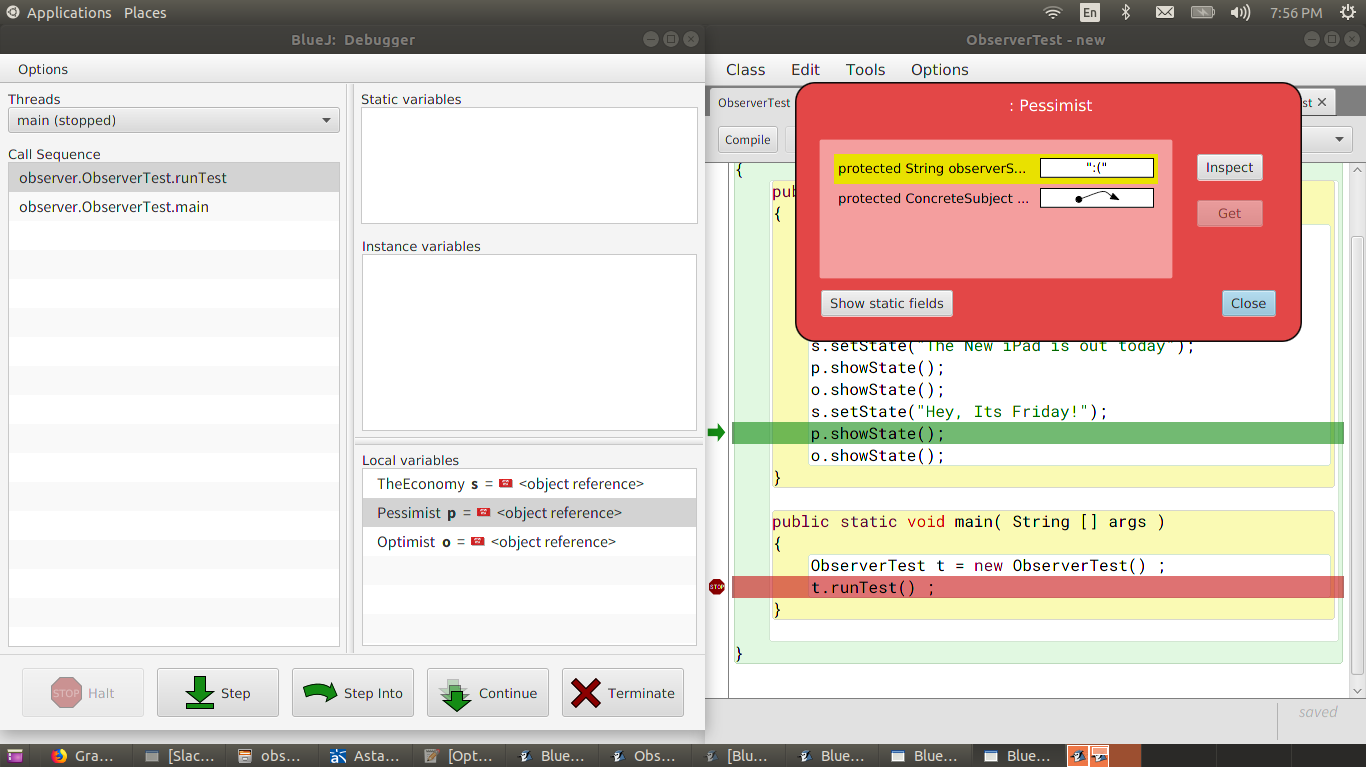 Applications Places
En
7:56 PM
BlueJ: Debugger
Options
Threads
main (stopped)
Call Sequence
observer.ObserverTest.runTest
observer.ObserverTest.main
Static variables
Instance variables
Local variables
TheEconomy s = <object reference>
Pessimist p = <object reference>
Optimist o = <object reference>
STOP Halt
Step
Step Into
Continue
Terminate
ObserverTest - new
Class Edit Tools Options
ObserverTest
st
Compile
: Pessimist
protected String observerS... ":("
protected ConcreteSubject ...
Inspect
Get
Show static fields
Close
{
pu
{
s.setState("The New iPad is out today");
p.showState();
o.showState();
s.setState("Hey, Its Friday!");
p.showState();
o.showState();
}
public static void main( String [] args )
{
ObserverTest t = new ObserverTest() ;
STOP
t.runTest() ;
}
}
saved
Gra... [Slac... obs... Asta... [Opt... BlueJ... Obs... [Blu... BlueJ... BlueJ... BlueJ...